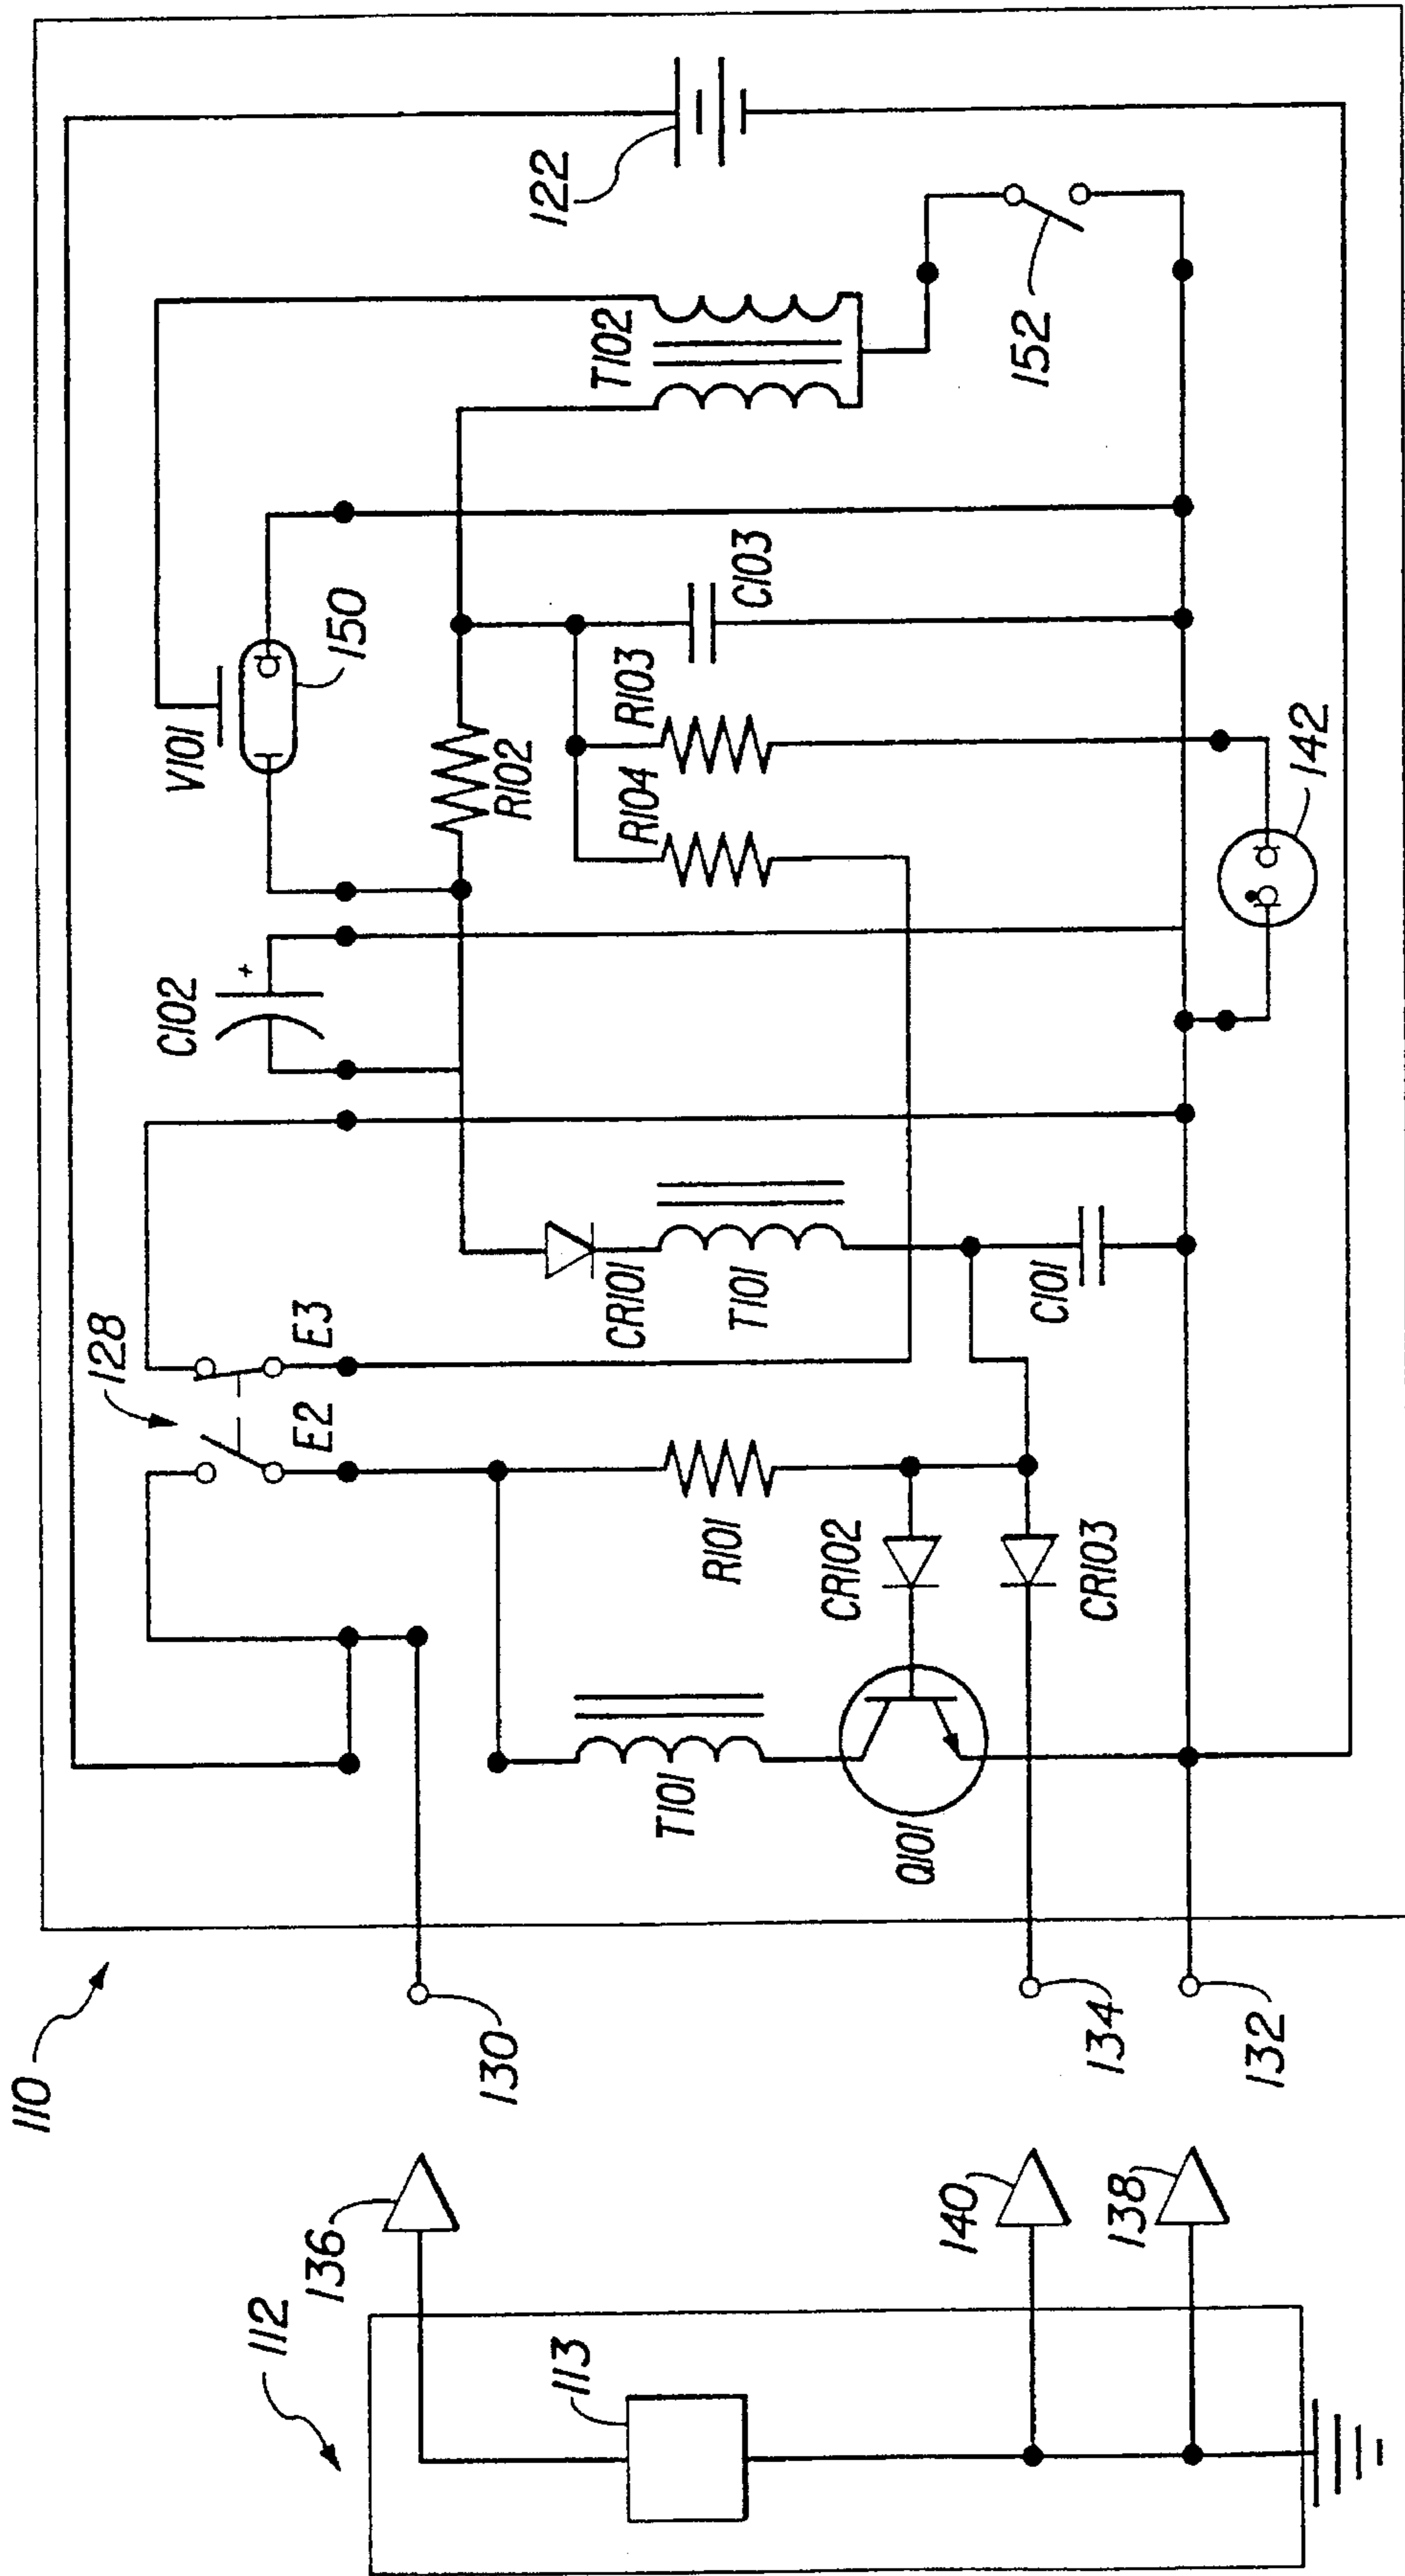 110
112
113
136
140
138
130
134
132
128
E2
E3
T101
Q101
R101
CR102
CR103
CR101
T101
C101
C102
+
V101
150
R102
R104
R103
C103
142
T102
152
122